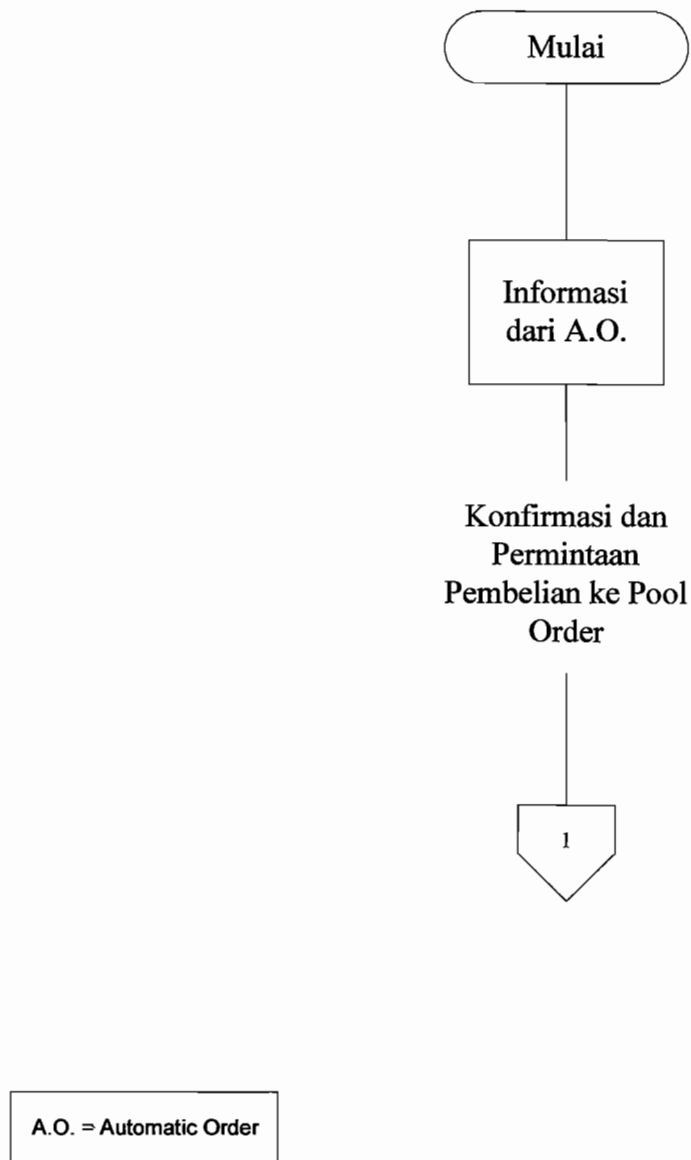 Mulai
Informasi
dari A.O.
Konfirmasi dan
Permintaan
Pembelian ke Pool
Order
1
A.O. = Automatic Order